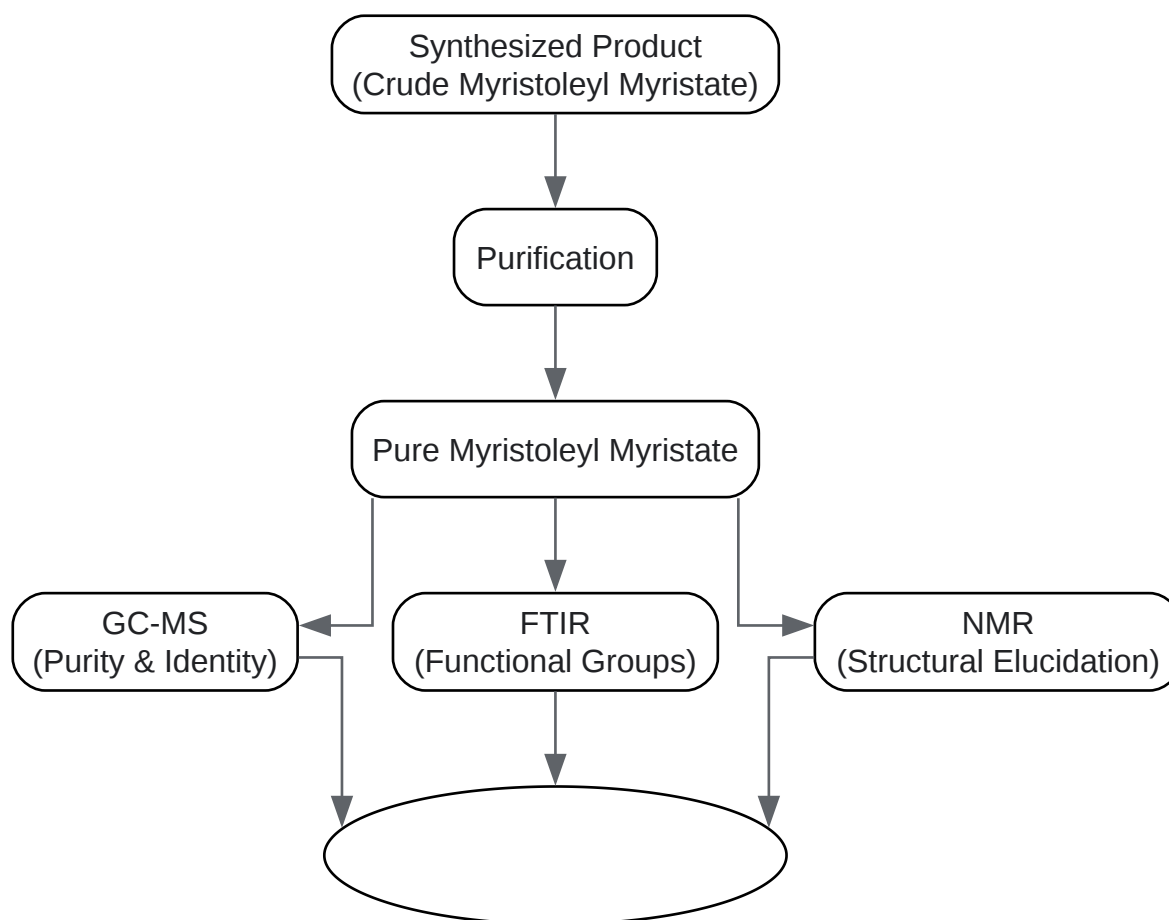 Synthesized Product
(Crude Myristoleyl Myristate)
Purification
Pure Myristoleyl Myristate
GC-MS
(Purity & Identity)
FTIR
(Functional Groups)
NMR
(Structural Elucidation)